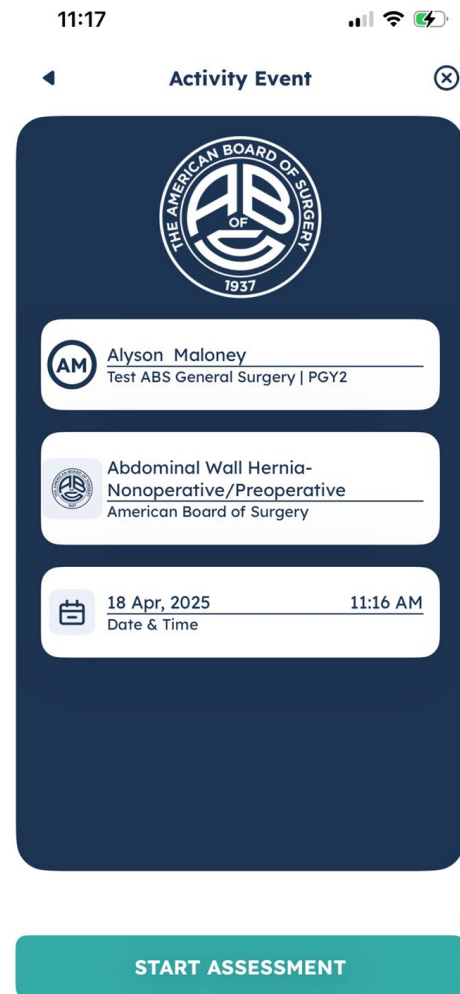 11:17
Activity Event
THE AMERICAN BOARD OF SURGERY
AB
OF
S
1937
AM
Alyson Maloney
Test ABS General Surgery | PGY2
Abdominal Wall Hernia-
Nonoperative/Preoperative
American Board of Surgery
18 Apr, 2025 11:16 AM
Date & Time
START ASSESSMENT